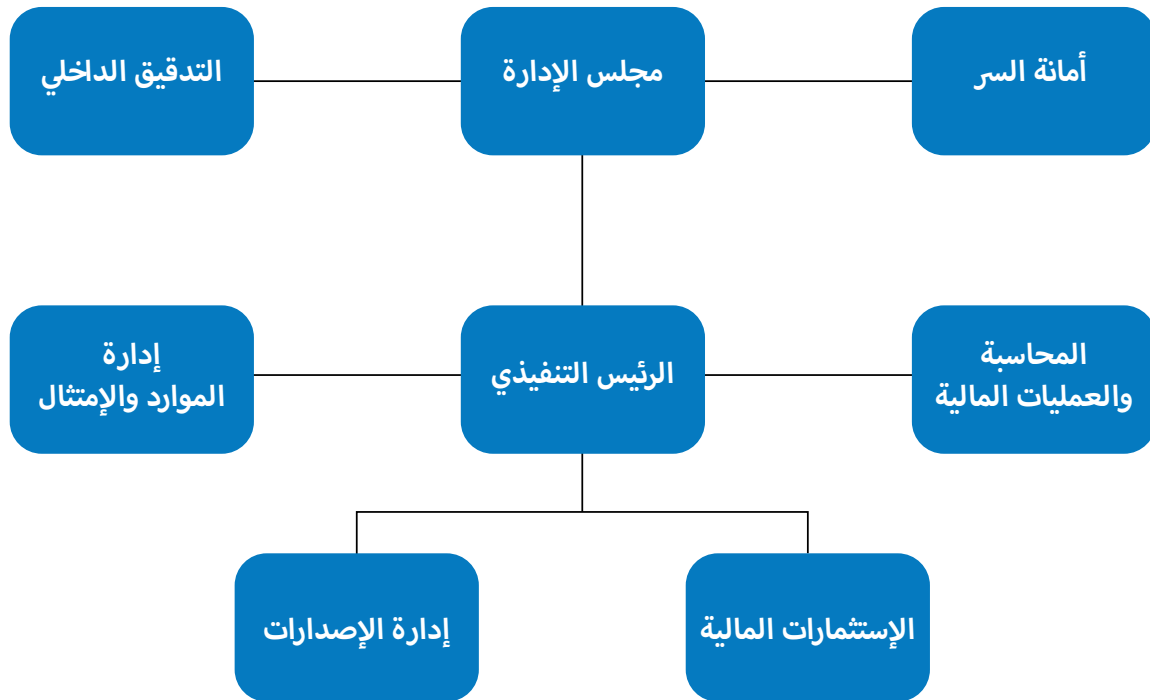 أمانة السر
مجلس الإدارة
التدقيق الداخلي
المحاسبة
والعمليات المالية
الرئيس التنفيذي
إدارة
الموارد والإمتثال
الإستثمارات المالية
إدارة الإصدارات